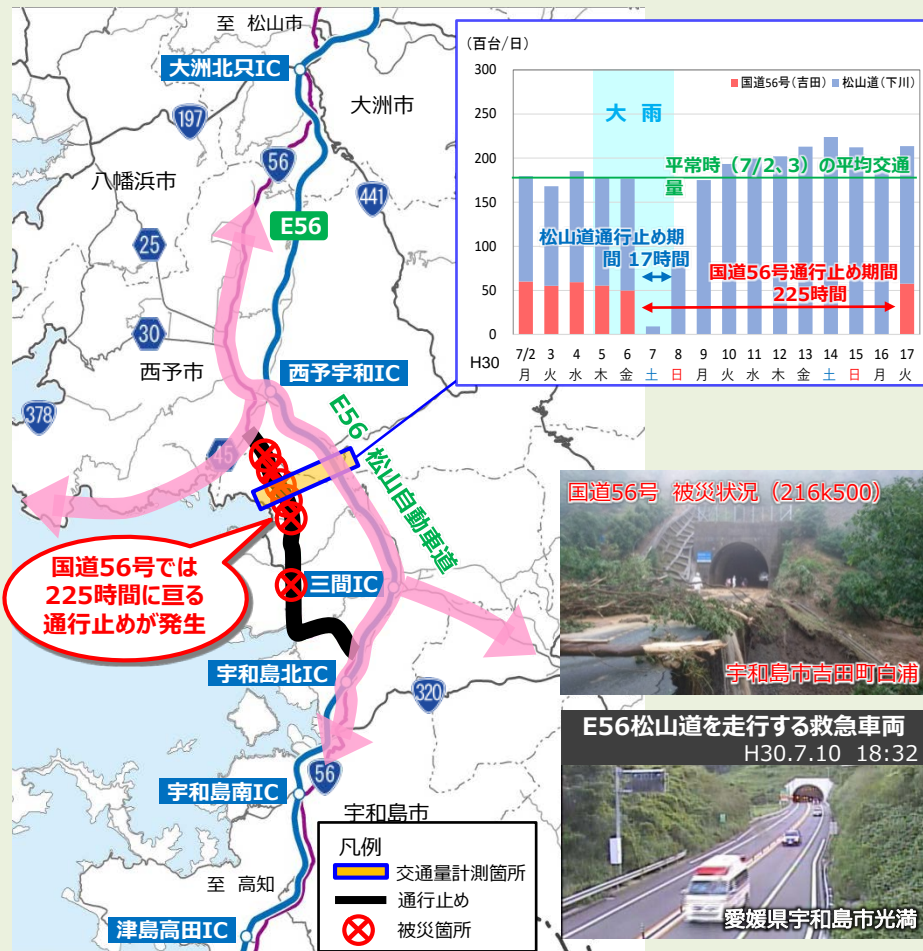 至 松山市
大洲北只IC
大洲市
197
56
八幡浜市
441
E56
25
30
西予市
西予宇和IC
378
45
E56 松山自動車道
国道56号では
225時間に亘る
通行止めが発生
三間IC
宇和島北IC
320
56
宇和島南IC
宇和島市
至 高知
津島高田IC
凡例
交通量計測箇所
通行止め
被災箇所
(百台/日)
300
250
200
150
100
50
0
国道56号(吉田)
松山道(下川)
大 雨
平常時（7/2、3）の平均交通
量
松山道通行止め期
間 17時間
国道56号通行止め期間
225時間
H30
7/2 3 4 5 6 7 8 9 10 11 12 13 14 15 16 17
月 火 水 木 金 土 日 月 火 水 木 金 土 日 月 火
国道56号 被災状況（216k500）
宇和島市吉田町白浦
E56松山道を走行する救急車両
H30.7.10 18:32
愛媛県宇和島市光満